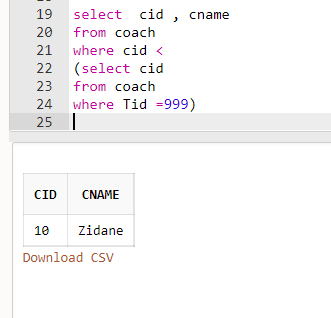 19 select cid , cname
20 from coach
21 where cid <
22 (select cid
23 from coach
24 where Tid =999)
25
CID CNAME
10 Zidane
Download CSV